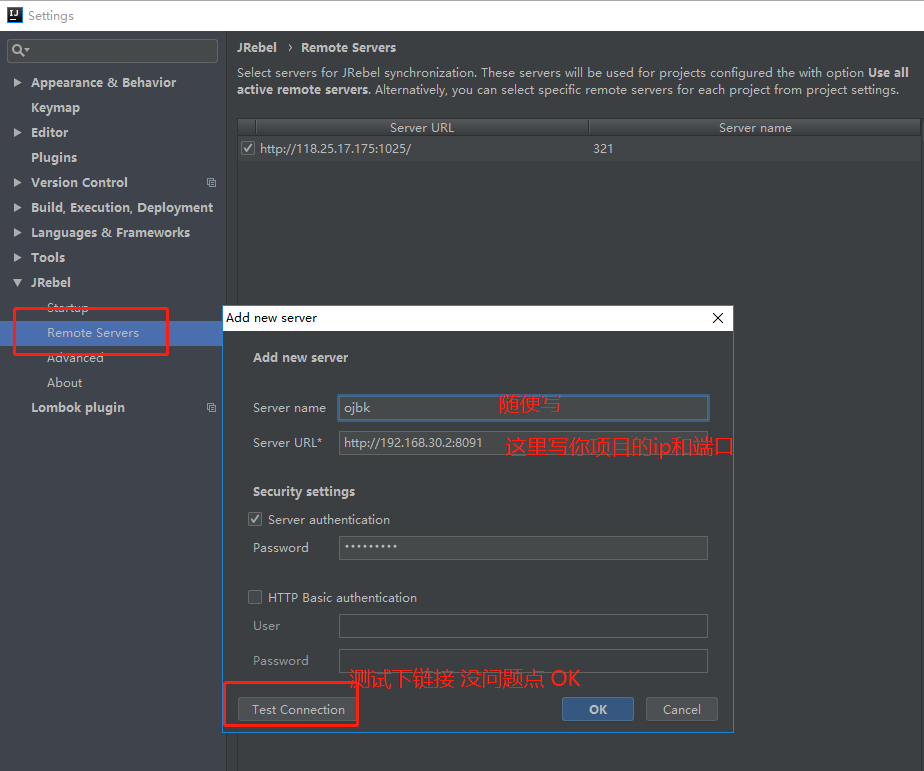 Settings
JRebel › Remote Servers
Select servers for JRebel synchronization. These servers will be used for projects configured the with option Use all
active remote servers. Alternatively, you can select specific remote servers for each project from project settings.
Appearance & Behavior
Keymap
Editor
Plugins
Version Control
Build, Execution, Deployment
Languages & Frameworks
Tools
JRebel
Startup
Remote Servers
Advanced
About
Lombok plugin
Server URL Server name
http://118.25.17.175:1025/ 321
Add new server
Add new server
Server name ojbk 随便写
Server URL* http://192.168.30.2:8091 这里写你项目的ip和端口
Security settings
Server authentication
Password •••••••••
HTTP Basic authentication
User
Password
测试下链接 没问题点 OK
Test Connection OK Cancel